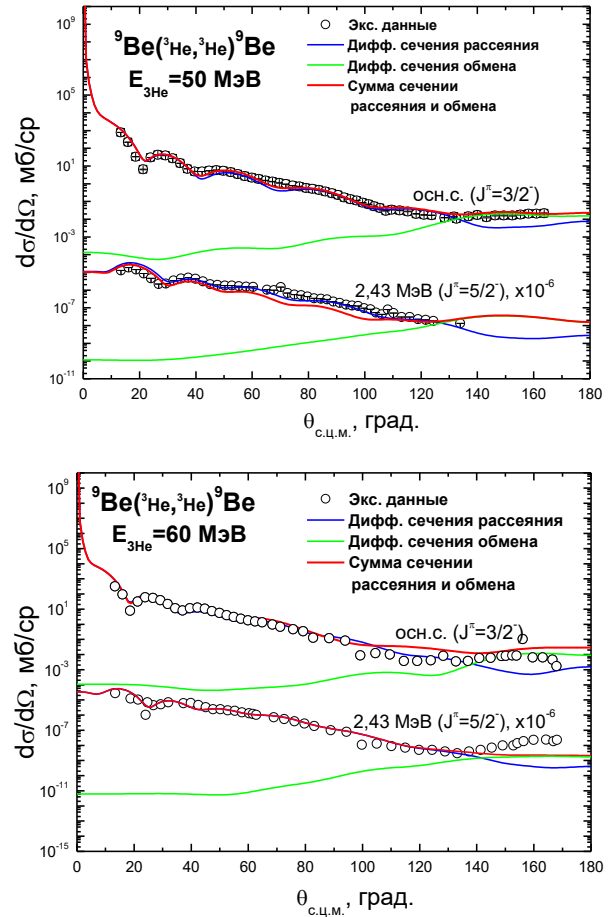 ⁹Be(³He,³He)⁹Be
E₃He=50 МэВ
Экс. данные
Дифф. сечения рассеяния
Дифф. сечения обмена
Сумма сечении
рассеяния и обмена
осн.с. (Jπ=3/2⁻)
2,43 МэВ (Jπ=5/2⁻), x10⁻⁶
dσ/dΩ, мб/ср
10⁹
10⁵
10¹
10⁻³
10⁻⁷
10⁻¹¹
0 20 40 60 80 100 120 140 160 180
θс.ц.м., град.
⁹Be(³He,³He)⁹Be
E₃He=60 МэВ
Экс. данные
Дифф. сечения рассеяния
Дифф. сечения обмена
Сумма сечении
рассеяния и обмена
осн.с. (Jπ=3/2⁻)
2,43 МэВ (Jπ=5/2⁻), x10⁻⁶
dσ/dΩ, мб/ср
10⁹
10⁵
10¹
10⁻³
10⁻⁷
10⁻¹¹
10⁻¹⁵
0 20 40 60 80 100 120 140 160 180
θс.ц.м., град.